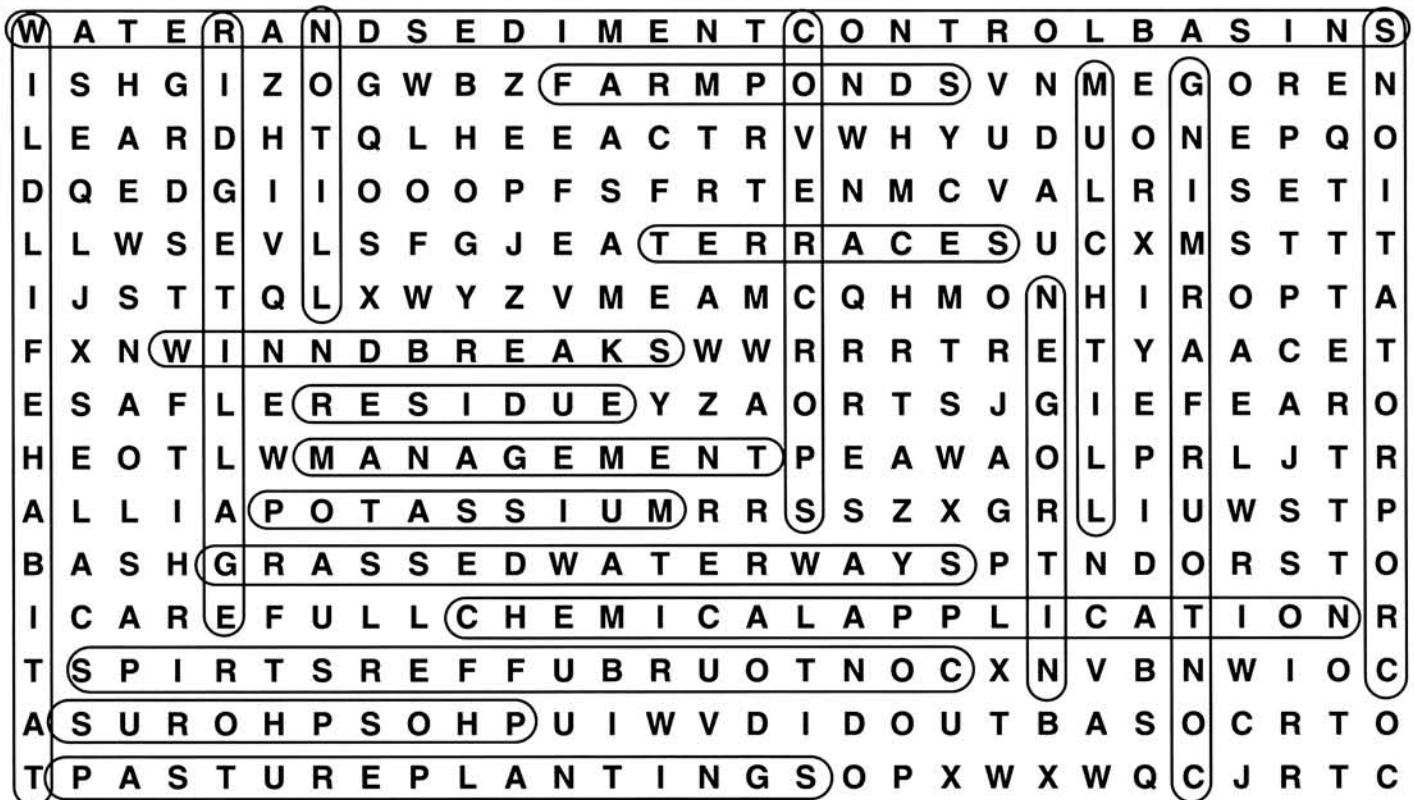 W A T E R A N D S E D I M E N T C O N T R O L B A S I N S
I S H G I Z O G W B Z F A R M P O N D S V N M E G O R E N
L E A R D H T Q L H E E A C T R V W H Y U D U O N E P Q O
D Q E D G I I O O O P F S F R T E N M C V A L R I S E T I
L L W S E V L S F G J E A T E R R A C E S U C X M S T T T
I J S T T Q L X W Y Z V M E A M C Q H M O N H I R O P T A
F X N W I N N D B R E A K S W W R R R T R E T Y A A C E T
E S A F L E R E S I D U E Y Z A O R T S J G I E F E A R O
H E O T L W M A N A G E M E N T P E A W A O L P R L J T R
A L L I A P O T A S S I U M R R S S Z X G R L I U W S T P
B A S H G R A S S E D W A T E R W A Y S P T N D O R S T O
I C A R E F U L L C H E M I C A L A P P L I C A T I O N R
T S P I R T S R E F F U B R U O T N O C X N V B N W I O C
A S U R O H P S O H P U I W V D I D O U T B A S O C R T O
T P A S T U R E P L A N T I N G S O P X W X W Q C J R T C